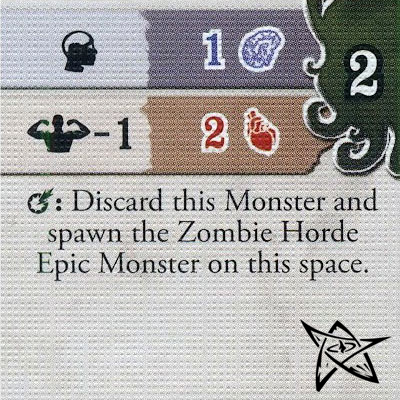 1
2
-1
2
: Discard this Monster and
spawn the Zombie Horde
Epic Monster on this space.